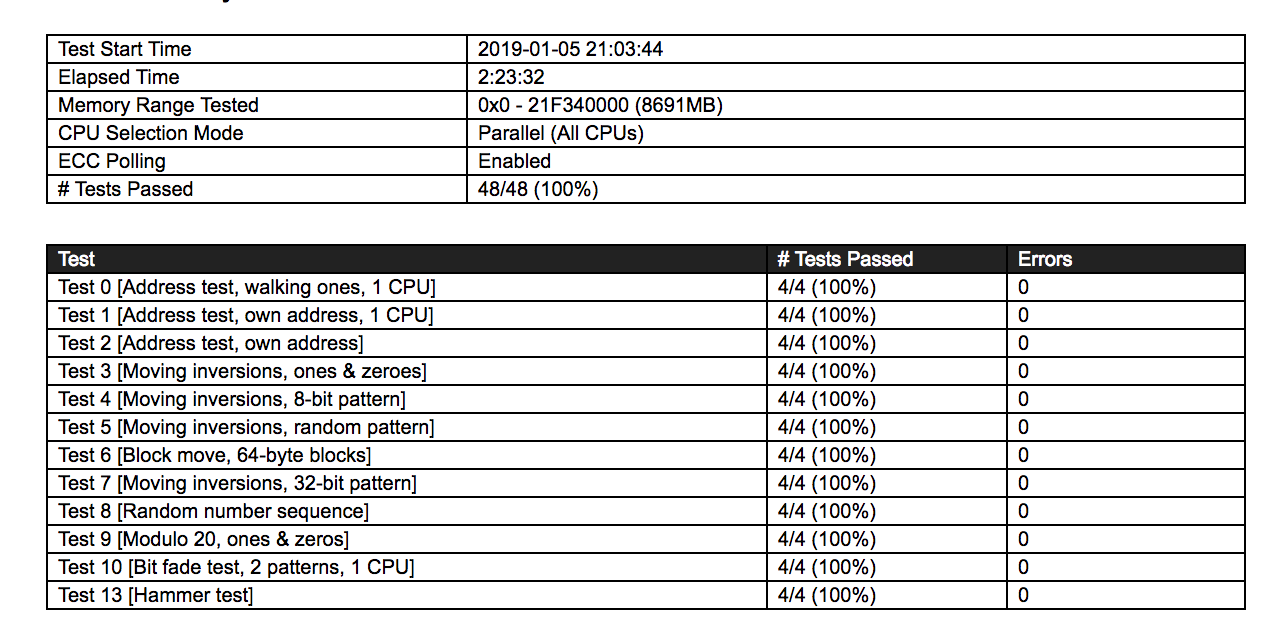 Test Start Time 2019-01-05 21:03:44
Elapsed Time 2:23:32
Memory Range Tested 0x0 - 21F340000 (8691MB)
CPU Selection Mode Parallel (All CPUs)
ECC Polling Enabled
# Tests Passed 48/48 (100%)
Test # Tests Passed Errors
Test 0 [Address test, walking ones, 1 CPU] 4/4 (100%) 0
Test 1 [Address test, own address, 1 CPU] 4/4 (100%) 0
Test 2 [Address test, own address] 4/4 (100%) 0
Test 3 [Moving inversions, ones & zeroes] 4/4 (100%) 0
Test 4 [Moving inversions, 8-bit pattern] 4/4 (100%) 0
Test 5 [Moving inversions, random pattern] 4/4 (100%) 0
Test 6 [Block move, 64-byte blocks] 4/4 (100%) 0
Test 7 [Moving inversions, 32-bit pattern] 4/4 (100%) 0
Test 8 [Random number sequence] 4/4 (100%) 0
Test 9 [Modulo 20, ones & zeros] 4/4 (100%) 0
Test 10 [Bit fade test, 2 patterns, 1 CPU] 4/4 (100%) 0
Test 13 [Hammer test] 4/4 (100%) 0